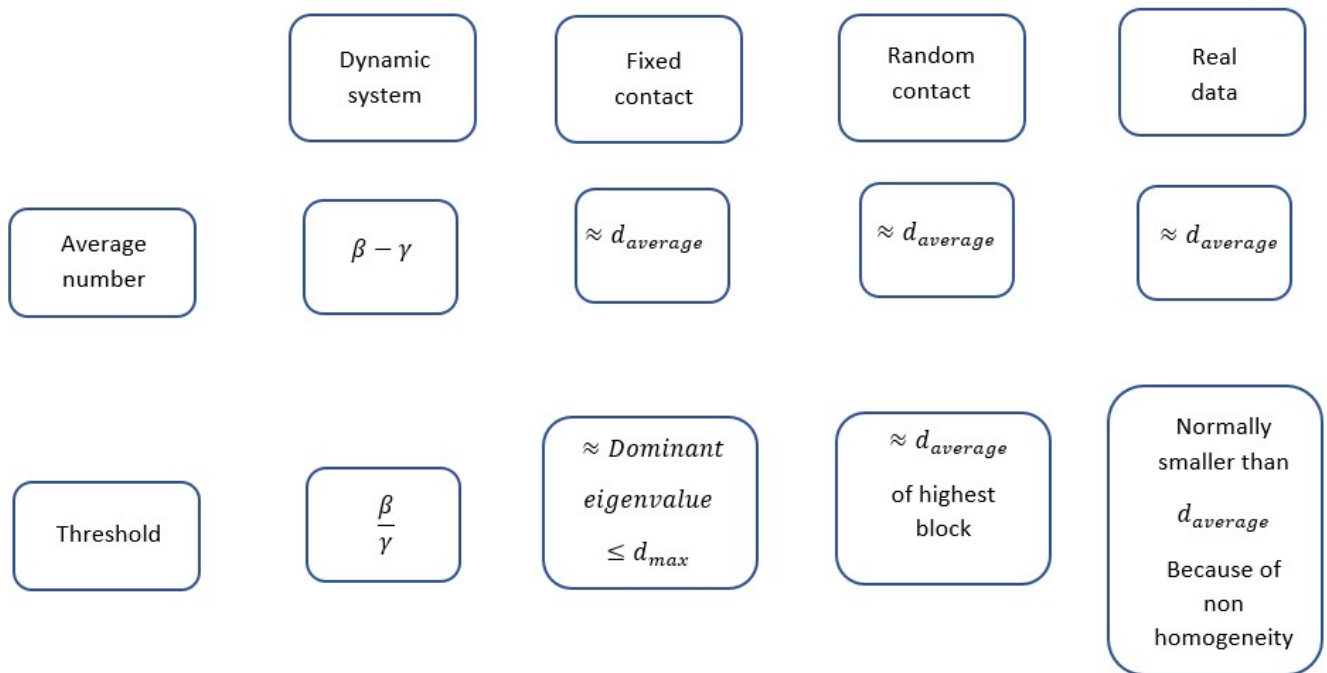 Dynamic
system
Fixed
contact
Random
contact
Real
data
Average
number
β − γ
≈ d_average
≈ d_average
≈ d_average
Threshold
β
γ
≈ Dominant
eigenvalue
≤ d_max
≈ d_average
of highest
block
Normally
smaller than
d_average
Because of
non
homogeneity